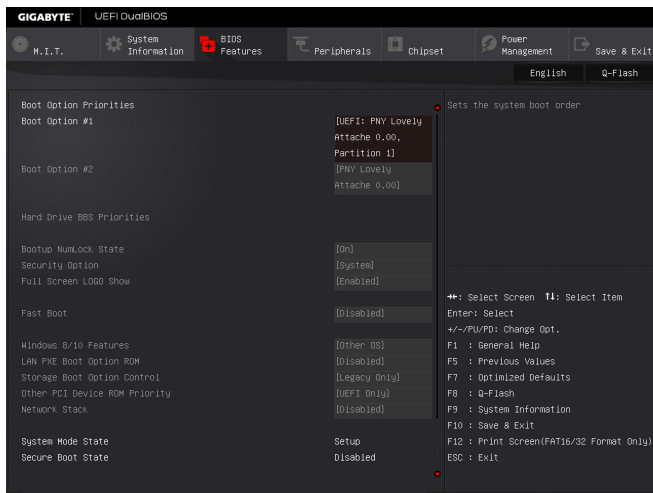 GIGABYTE™ UEFI DualBIOS
M.I.T. System Information BIOS Features Peripherals Chipset Power Management Save & Exit
English Q-Flash
Boot Option Priorities
Boot Option #1 [UEFI: PNY Lovely
Attache 0.00,
Partition 1]
Boot Option #2 [PNY Lovely
Attache 0.00]
Hard Drive BBS Priorities
Bootup NumLock State [On]
Security Option [System]
Full Screen LOGO Show [Enabled]
Fast Boot [Disabled]
Windows 8/10 Features [Other OS]
LAN PXE Boot Option ROM [Disabled]
Storage Boot Option Control [Legacy Only]
Other PCI Device ROM Priority [UEFI Only]
Network Stack [Disabled]
System Mode State Setup
Secure Boot State Disabled
Sets the system boot order
→←: Select Screen ↑↓: Select Item
Enter: Select
+/-/PU/PD: Change Opt.
F1 : General Help
F5 : Previous Values
F7 : Optimized Defaults
F8 : Q-Flash
F9 : System Information
F10 : Save & Exit
F12 : Print Screen(FAT16/32 Format Only)
ESC : Exit